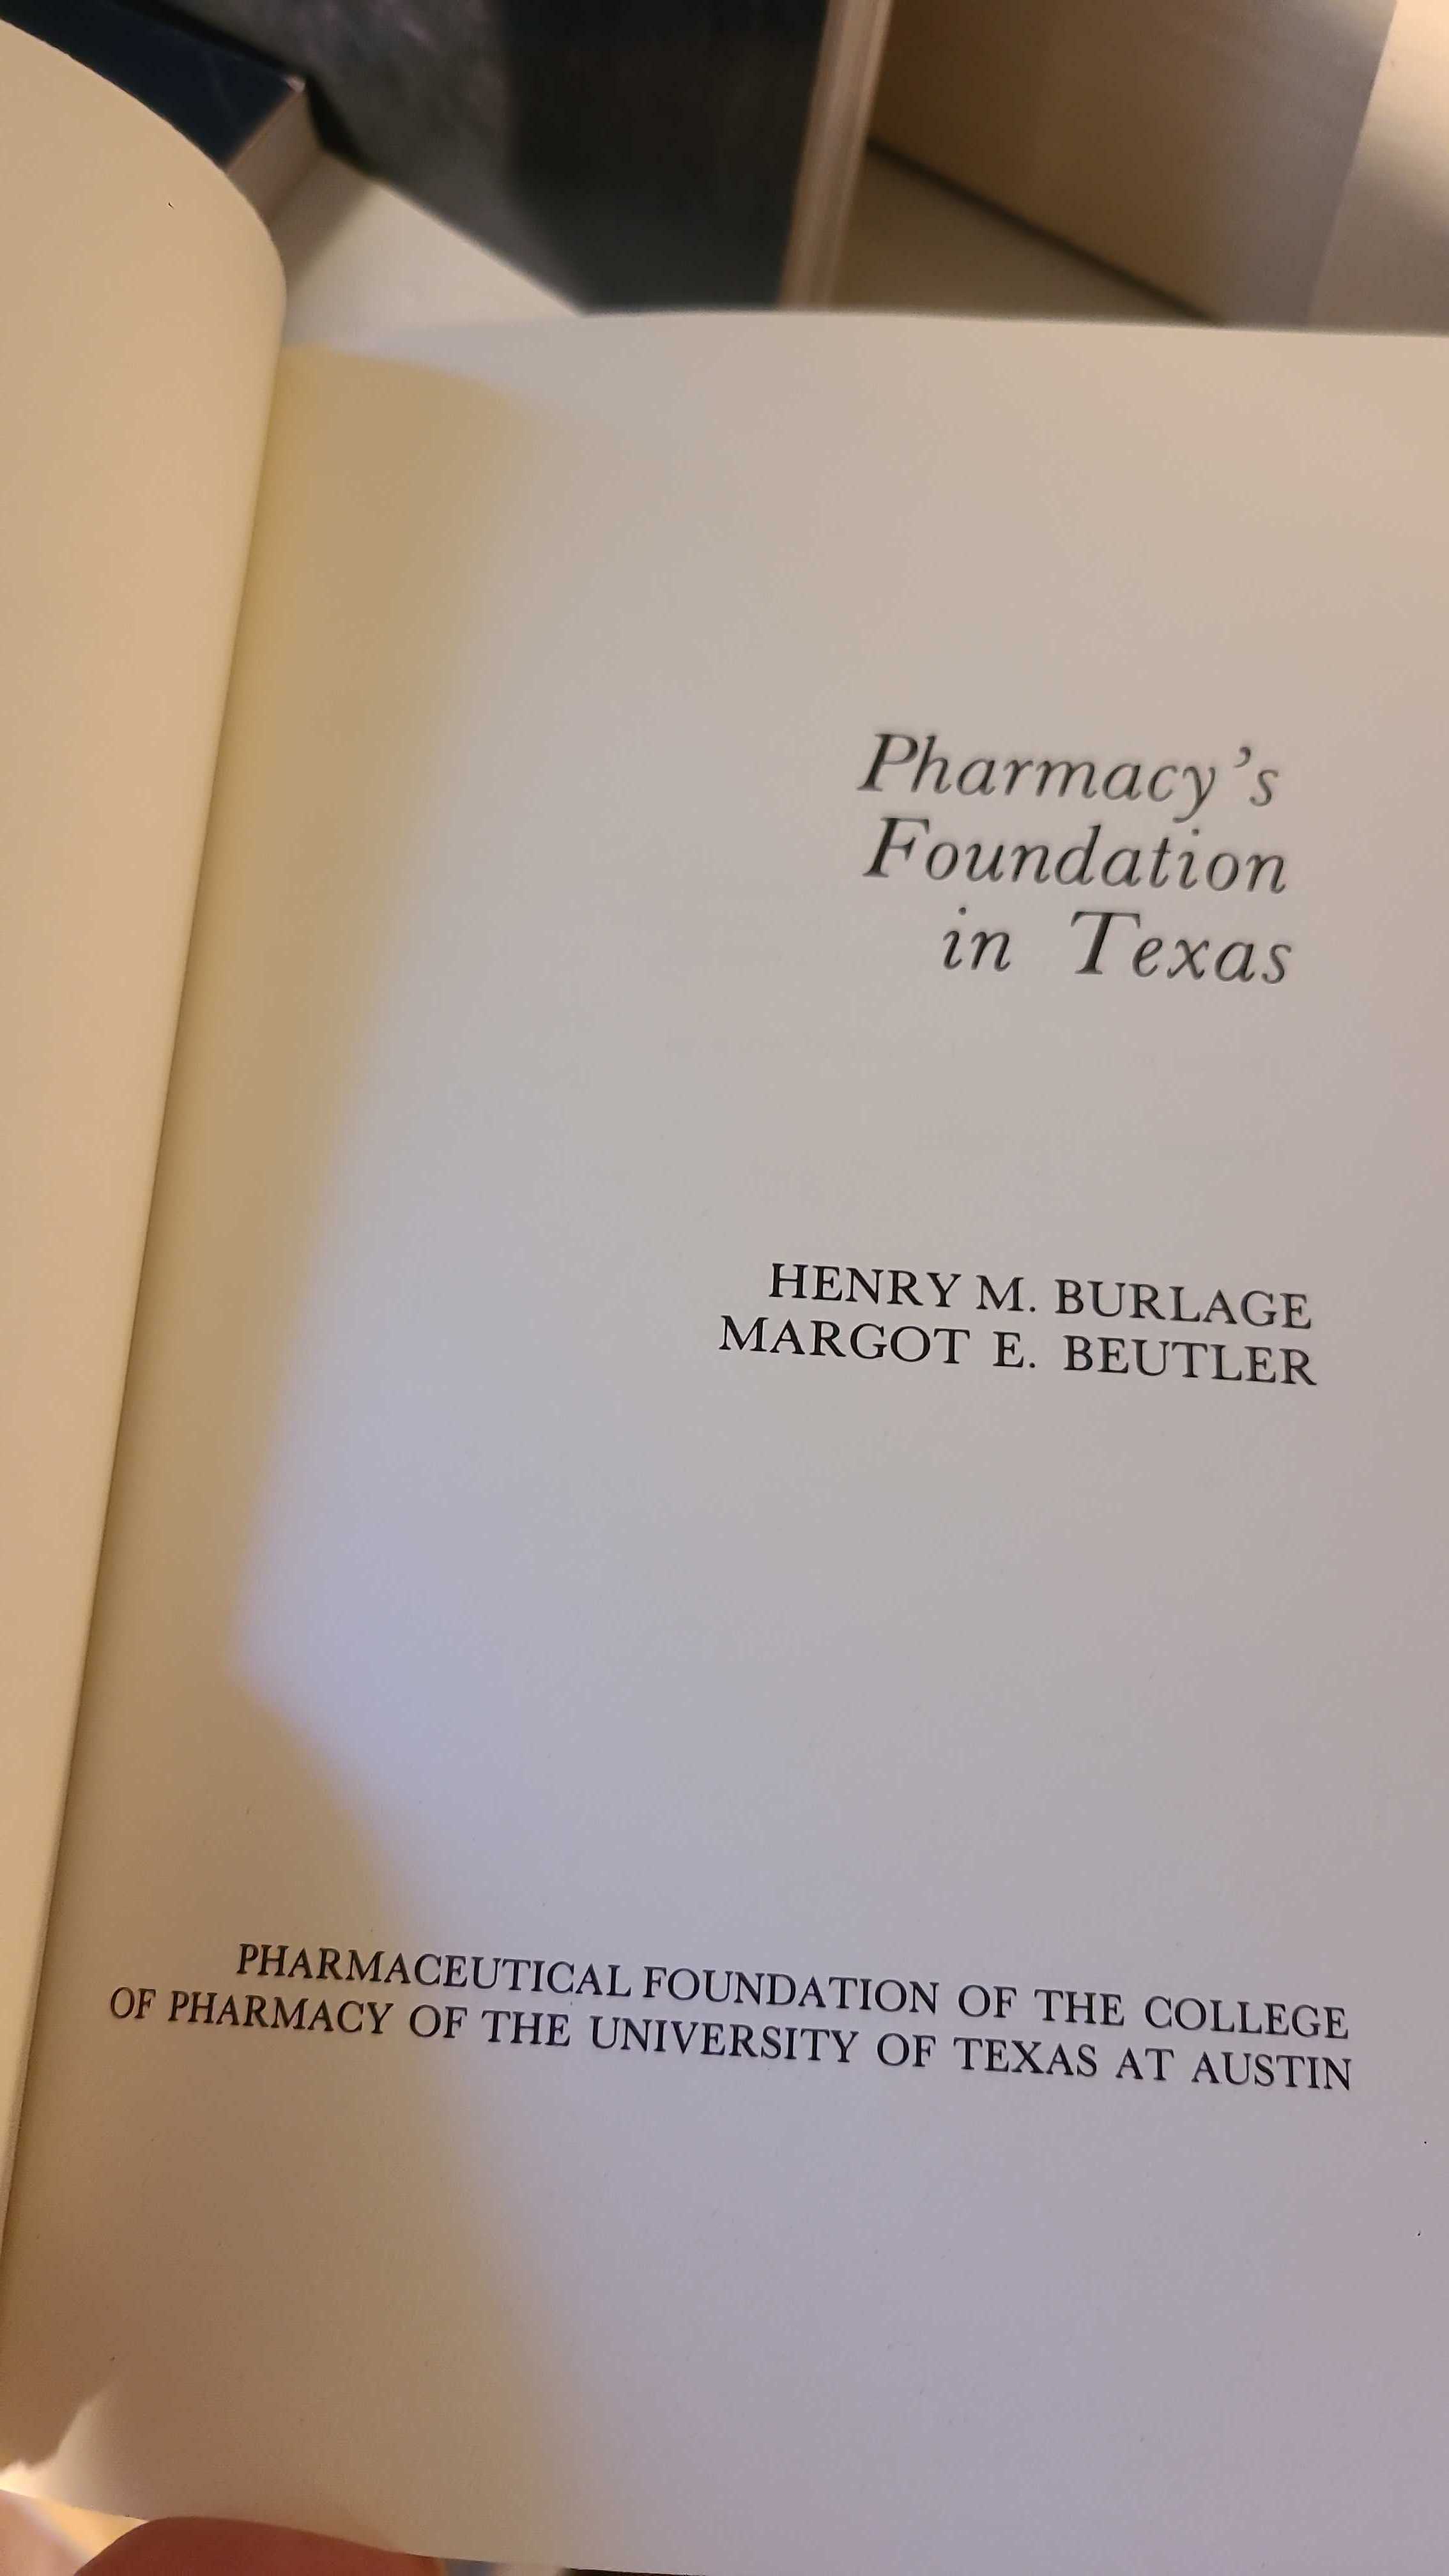 Pharmacy's
Foundation
in Texas
HENRY M. BURLAGE
MARGOT E. BEUTLER
PHARMACEUTICAL FOUNDATION OF THE COLLEGE
OF PHARMACY OF THE UNIVERSITY OF TEXAS AT AUSTIN